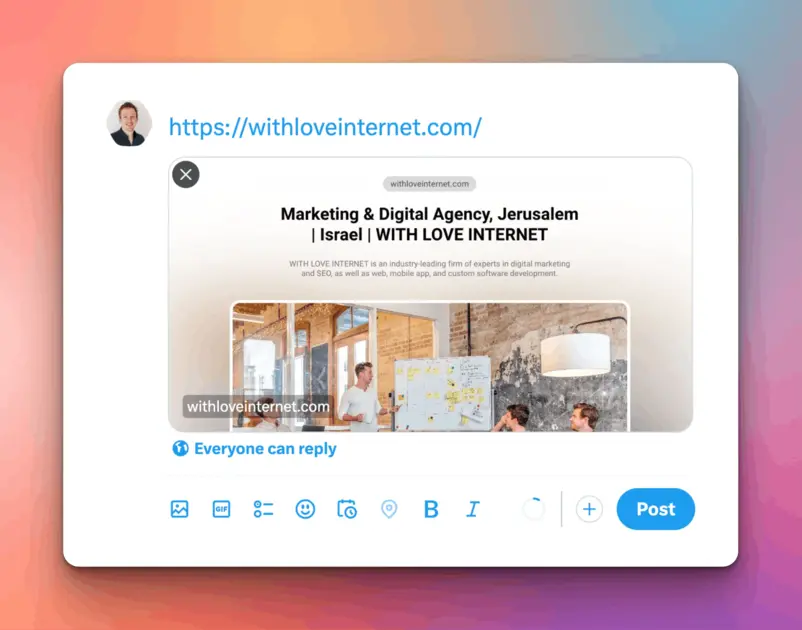 https://withloveinternet.com/
withloveinternet.com
Marketing & Digital Agency, Jerusalem
| Israel | WITH LOVE INTERNET
WITH LOVE INTERNET is an industry-leading firm of experts in digital marketing
and SEO, as well as web, mobile app, and custom software development.
withloveinternet.com
Everyone can reply
GIF
B
I
Post